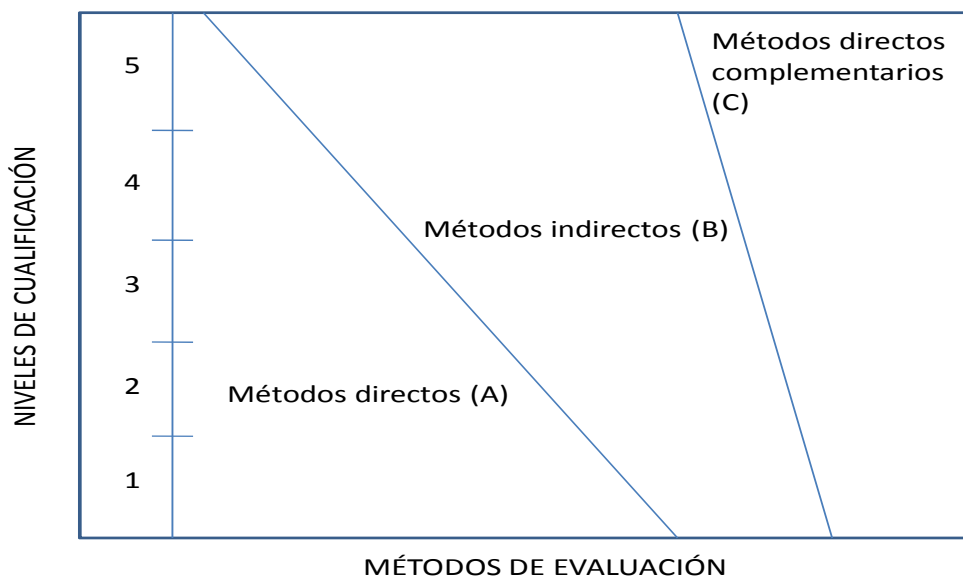 Métodos directos
complementarios
(C)
5
4
3
2
1
NIVELES DE CUALIFICACIÓN
Métodos indirectos (B)
Métodos directos (A)
MÉTODOS DE EVALUACIÓN